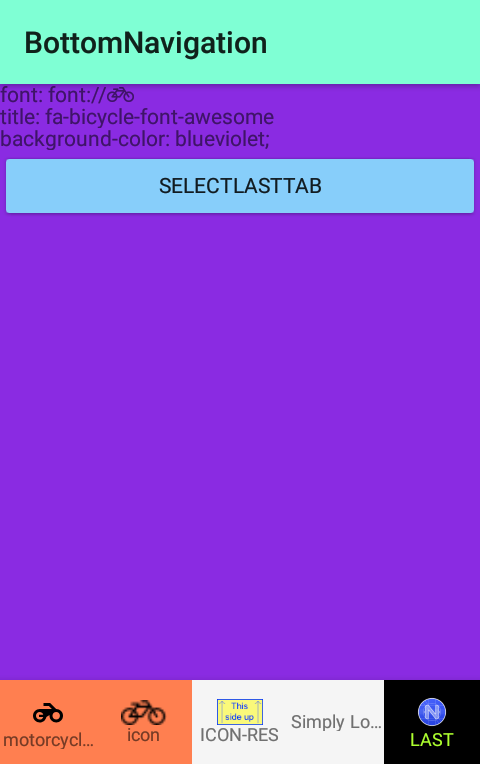 BottomNavigation
font: font://
title: fa-bicycle-font-awesome
background-color: blueviolet;
SELECTLASTTAB
This
side up
motorcycl...
icon
ICON-RES
Simply Lo...
N
LAST